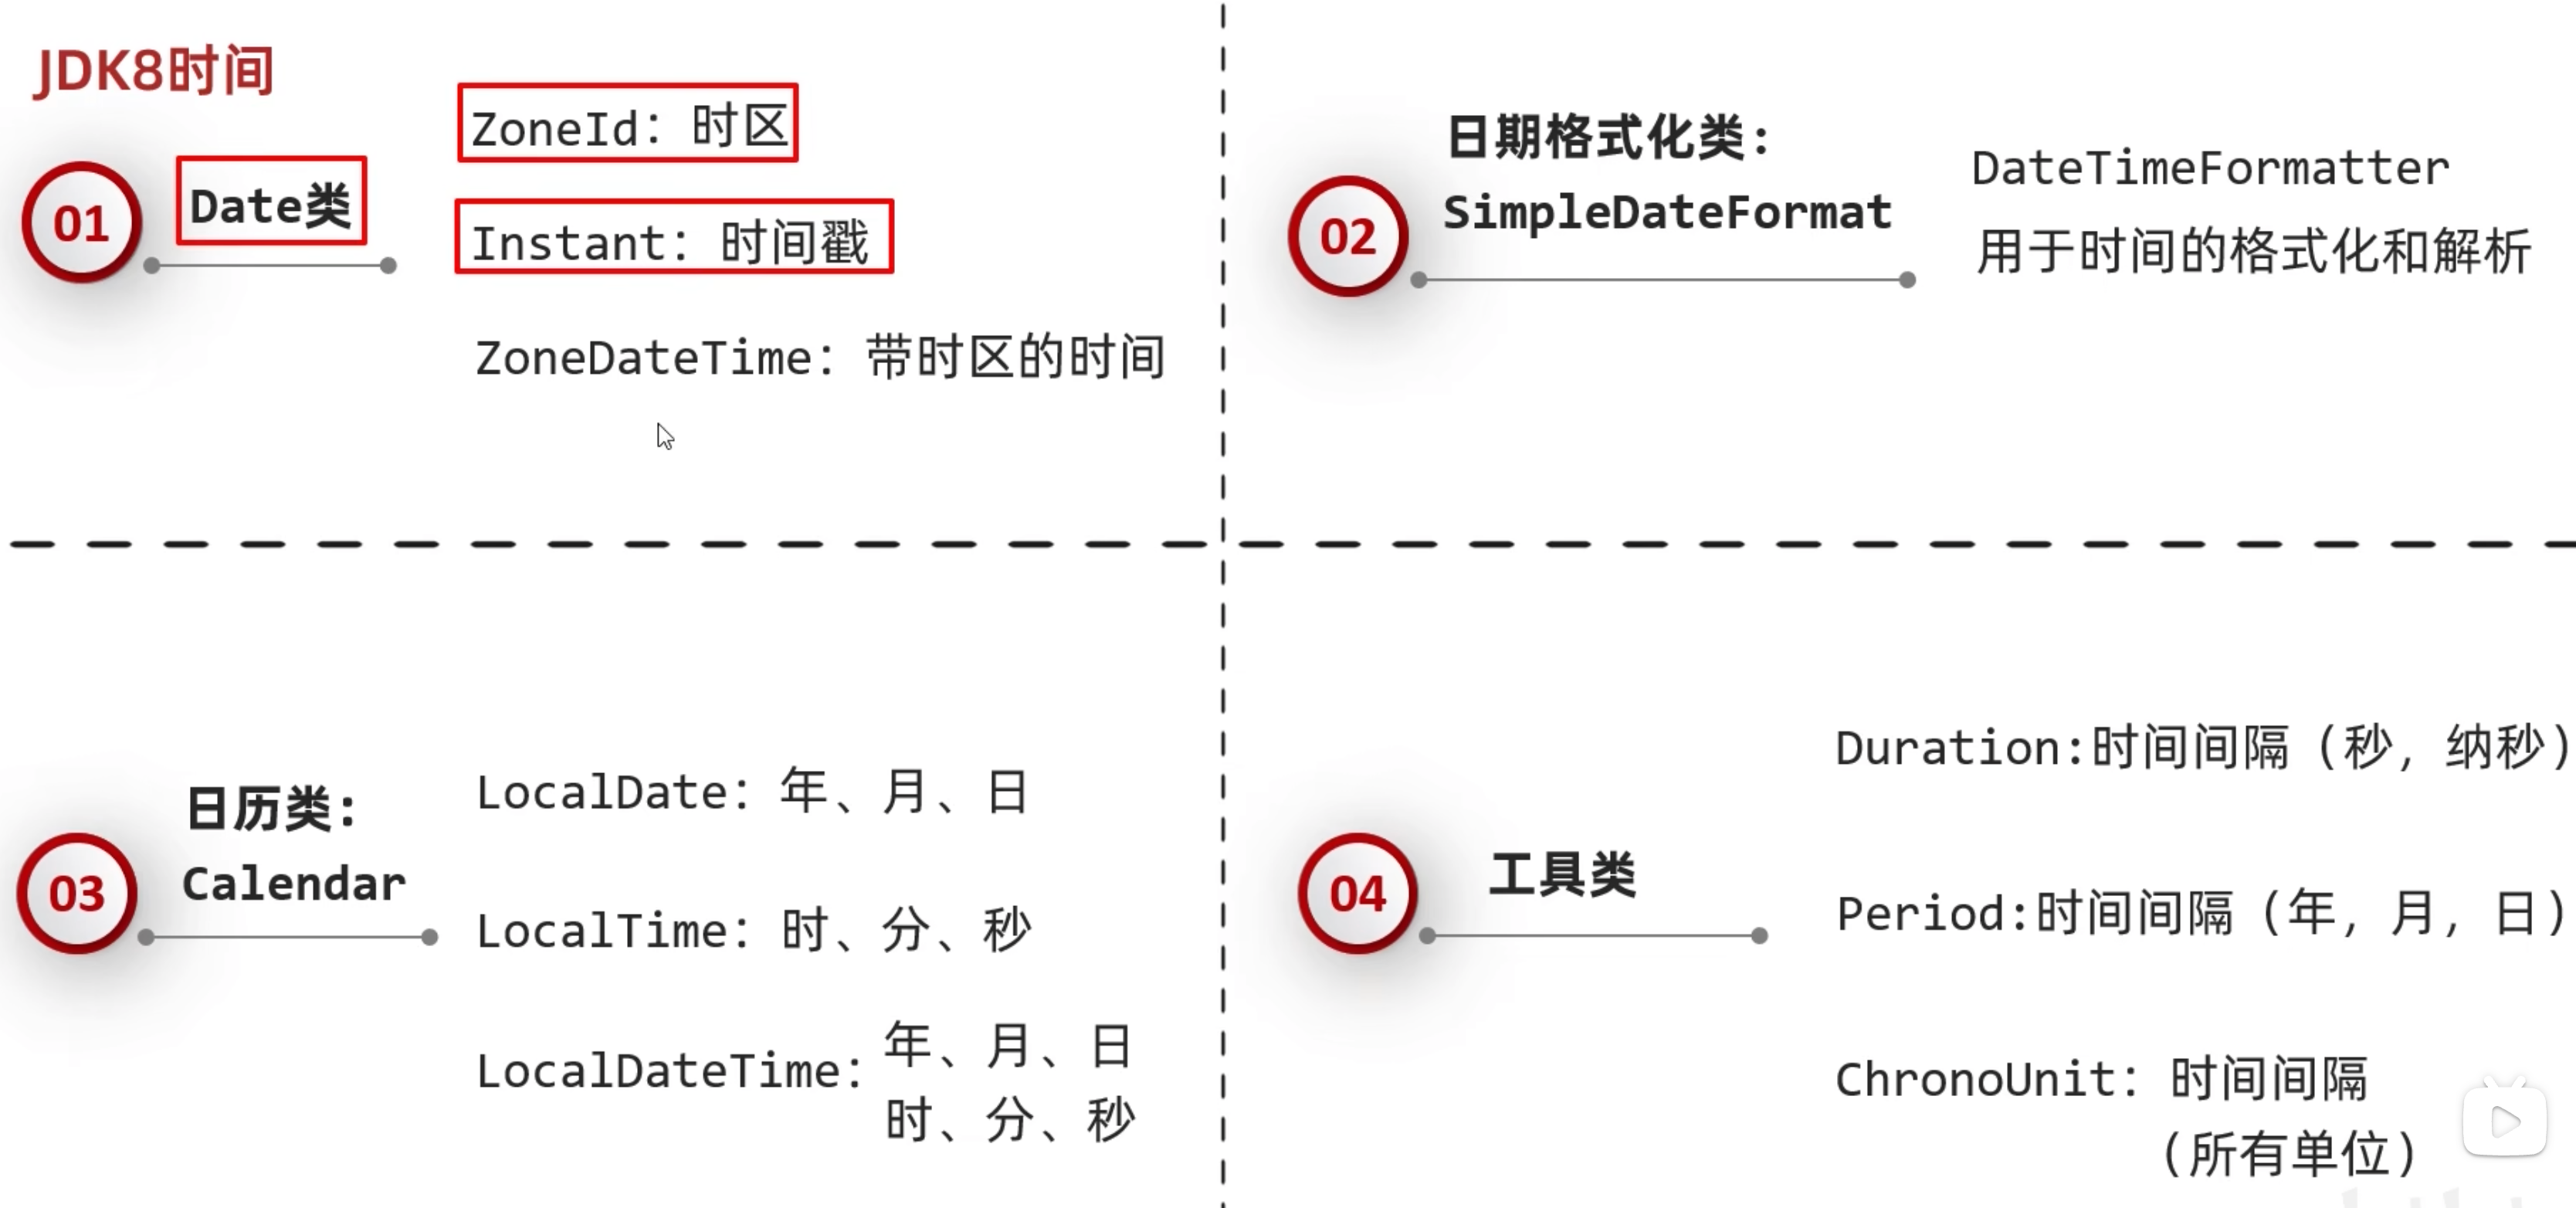 JDK8时间
01
Date类
ZoneId：时区
Instant：时间戳
ZoneDateTime：带时区的时间
02
日期格式化类：
SimpleDateFormat
DateTimeFormatter
用于时间的格式化和解析
03
日历类：
Calendar
LocalDate：年、月、日
LocalTime：时、分、秒
LocalDateTime：年、月、日
时、分、秒
04
工具类
Duration:时间间隔（秒，纳秒）
Period:时间间隔（年，月，日）
ChronoUnit：时间间隔
（所有单位）